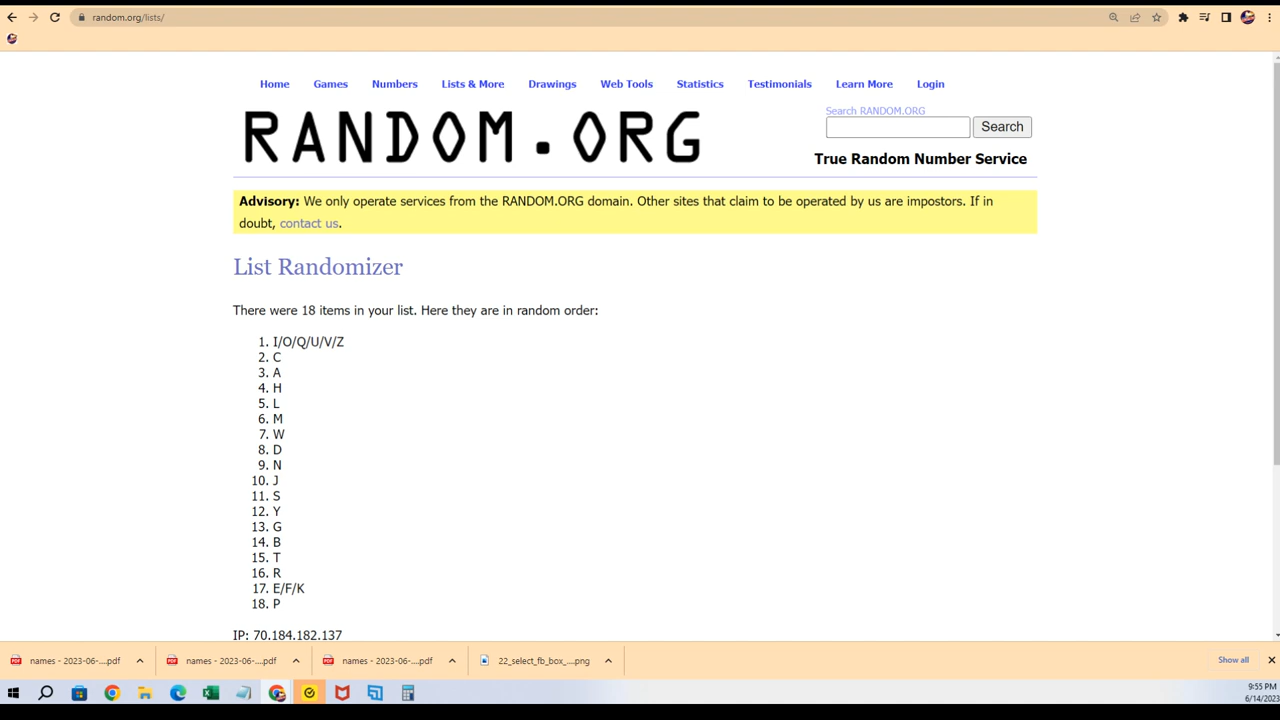 random.org/lists/
Home Games Numbers Lists & More Drawings Web Tools Statistics Testimonials Learn More Login
RANDOM.ORG
Search RANDOM.ORG
Search
True Random Number Service
Advisory: We only operate services from the RANDOM.ORG domain. Other sites that claim to be operated by us are impostors. If in
doubt, contact us.
List Randomizer
There were 18 items in your list. Here they are in random order:
1. I/O/Q/U/V/Z
2. C
3. A
4. H
5. L
6. M
7. W
8. D
9. N
10. J
11. S
12. Y
13. G
14. B
15. T
16. R
17. E/F/K
18. P
IP: 70.184.182.137
names - 2023-06-....pdf names - 2023-06-....pdf names - 2023-06-....pdf 22_select_fb_box_....png Show all
9:55 PM
6/14/2023